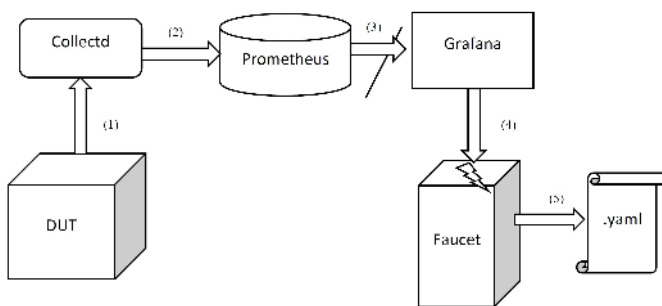 Collectd
(2)
Prometheus
(3)
Grafana
(1)
(4)
DUT
Faucet
(5)
.yaml